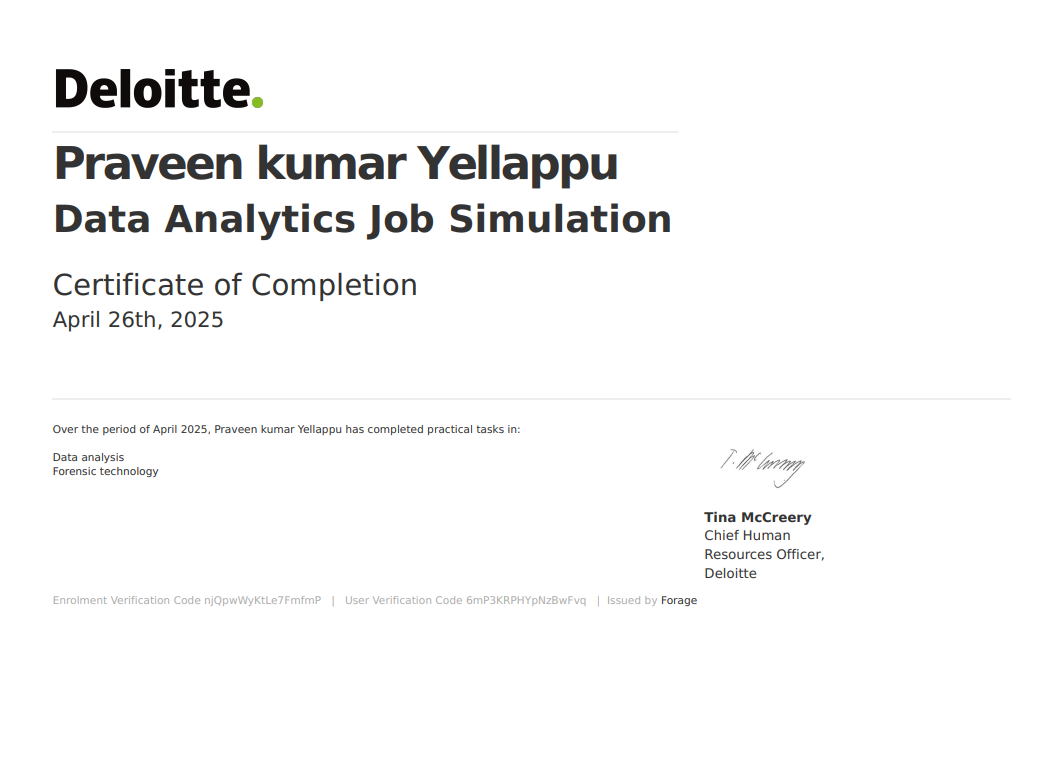 Deloitte.
Praveen kumar Yellappu
Data Analytics Job Simulation
Certificate of Completion
April 26th, 2025
Over the period of April 2025, Praveen kumar Yellappu has completed practical tasks in:
Data analysis
Forensic technology
T. McCreery
Tina McCreery
Chief Human
Resources Officer,
Deloitte
Enrolment Verification Code njQpwWyKtLe7FmfmP | User Verification Code 6mP3KRPHYpNzBwFvq | Issued by Forage